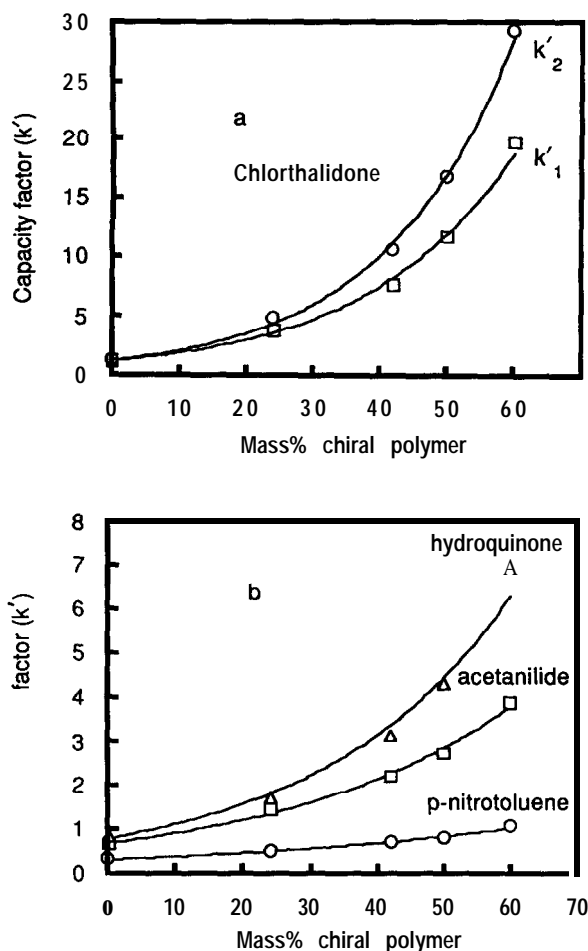 30
25
20
15
10
5
0
Capacity factor (k')
a
Chlorthalidone
k'2
k'1
0 10 20 30 40 50 60
Mass% chiral polymer
8
7
6
5
4
3
2
1
0
factor (k')
b
hydroquinone
A
acetanilide
p-nitrotoluene
0 10 20 30 40 50 60 70
Mass% chiral polymer